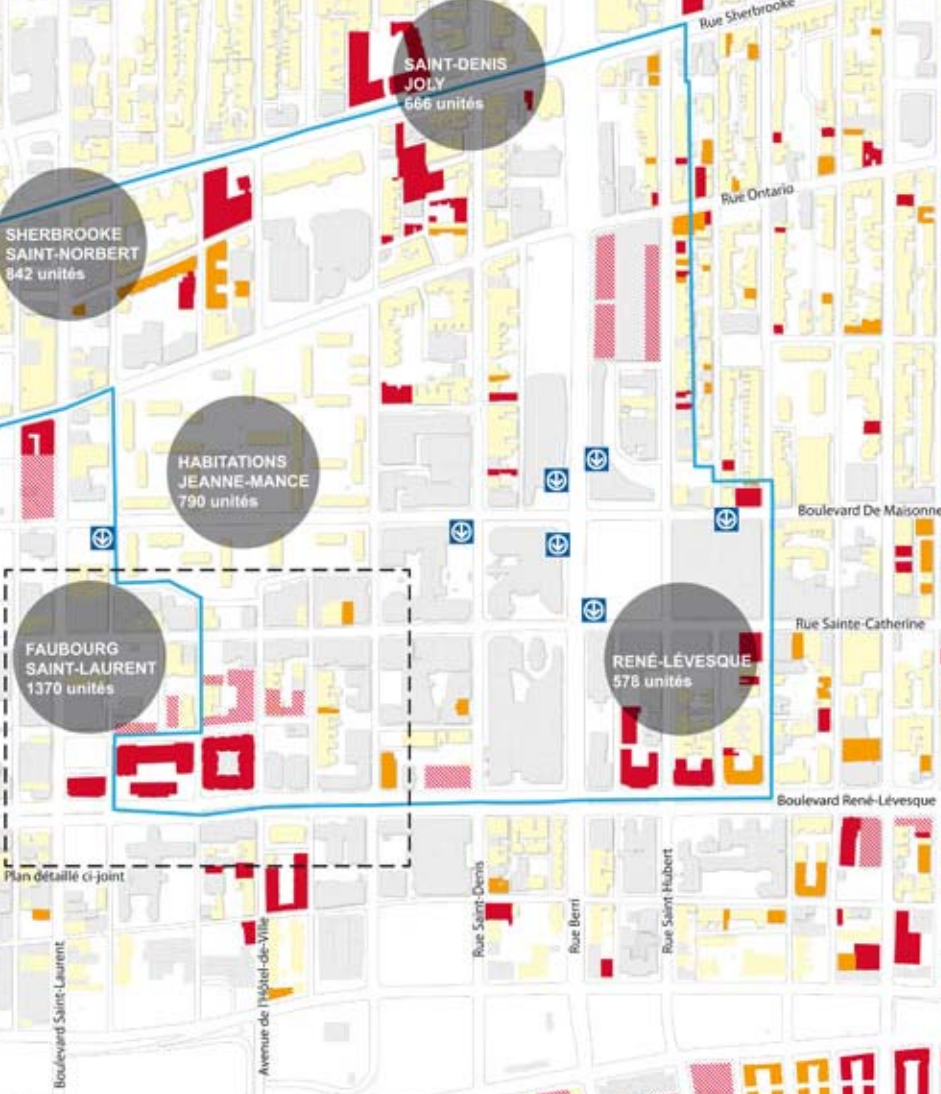 Rue Sherbrooke
SAINT-DENIS
JOLY
666 unités
Rue Ontario
SHERBROOKE
SAINT-NORBERT
842 unités
HABITATIONS
JEANNE-MANCE
790 unités
Boulevard De Maisonne
Rue Sainte-Catherine
FAUBOURG
SAINT-LAURENT
1370 unités
RENÉ-LÉVESQUE
578 unités
Boulevard René-Lévesque
Plan détaillé ci-joint
Rue Saint-Denis
Rue Berri
Rue Saint-Hubert
Boulevard Saint-Laurent
Avenue de l'Hôtel-de-Ville